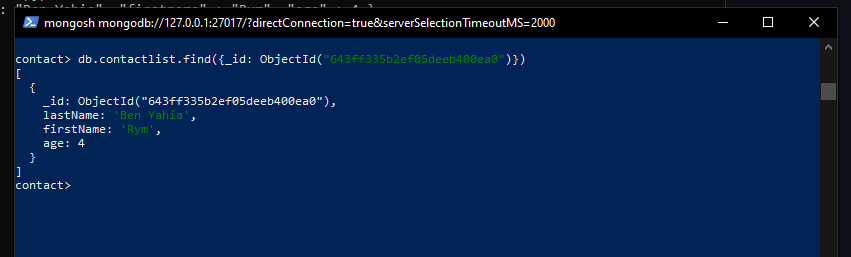 : "Ben Yahia", "firstname" : "Rym", "age" : 4 }
mongosh mongodb://127.0.0.1:27017/?directConnection=true&serverSelectionTimeoutMS=2000
contact> db.contactlist.find({_id: ObjectId("643ff335b2ef05deeb400ea0")})
[
  {
    _id: ObjectId("643ff335b2ef05deeb400ea0"),
    lastName: 'Ben Yahia',
    firstName: 'Rym',
    age: 4
  }
]
contact>